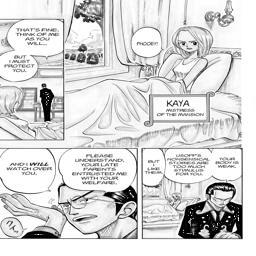 THAT'S FINE.
THINK OF ME
AS YOU
WILL.
BUT
I MUST
PROTECT
YOU.
KAYA
MISTRESS
OF THE MANSION
YOUR
BODY IS
WEAK.
USOPP'S
NONSENSICAL
STORIES ARE
TOO MUCH
STIMULUS
FOR YOU.
BUT
I LIKE
THEM.
PLEASE
UNDERSTAND.
YOUR LATE
PARENTS
ENTRUSTED ME
WITH YOUR
WELFARE.
AND I WILL
WATCH OVER
YOU.